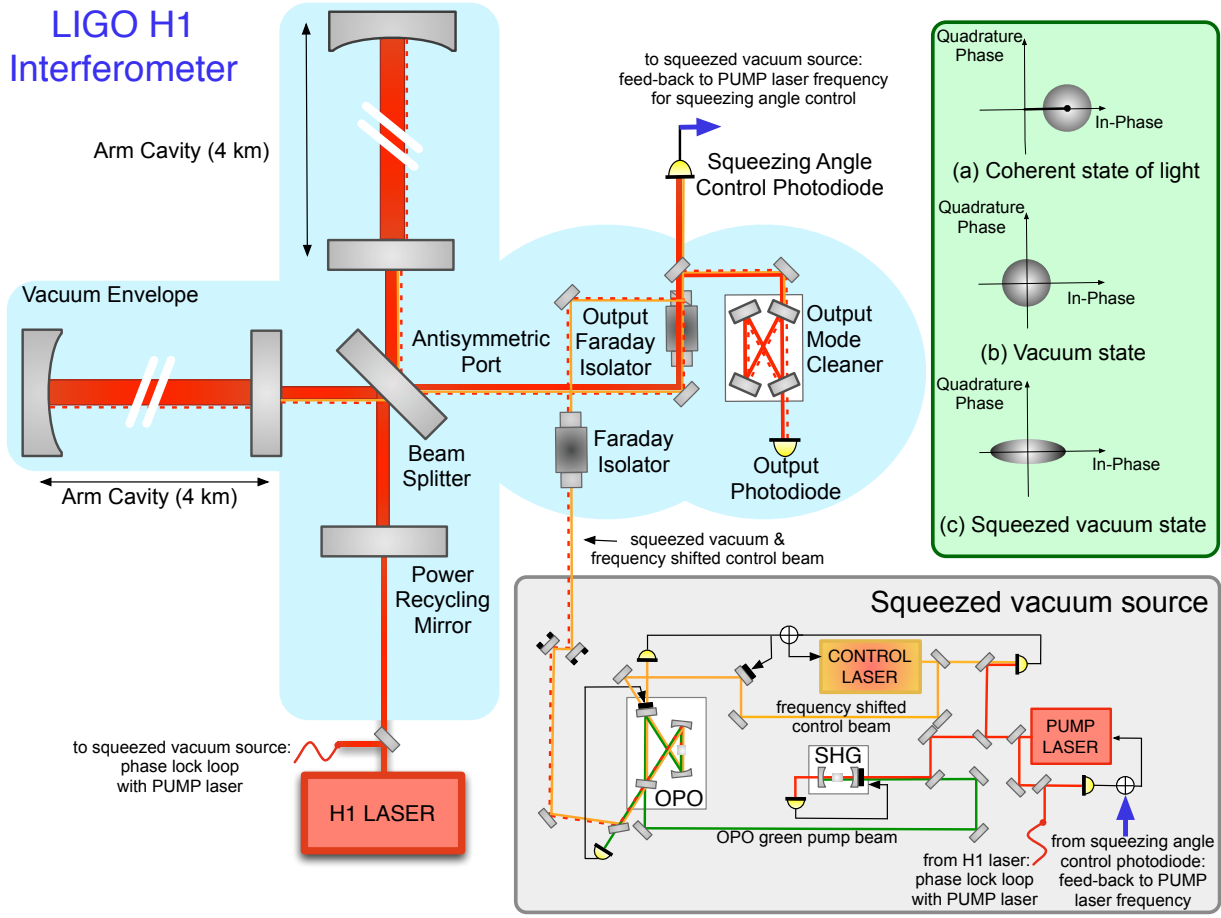 LIGO H1
Interferometer
Arm Cavity (4 km)
to squeezed vacuum source:
feed-back to PUMP laser frequency
for squeezing angle control
Squeezing Angle
Control Photodiode
Vacuum Envelope
Antisymmetric
Port
Output
Faraday
Isolator
Output
Mode
Cleaner
Faraday
Isolator
Output
Photodiode
Beam
Splitter
Arm Cavity (4 km)
squeezed vacuum &
frequency shifted control beam
Power
Recycling
Mirror
to squeezed vacuum source:
phase lock loop
with PUMP laser
H1 LASER
Quadrature
Phase
In-Phase
(a) Coherent state of light
Quadrature
Phase
In-Phase
(b) Vacuum state
Quadrature
Phase
In-Phase
(c) Squeezed vacuum state
Squeezed vacuum source
CONTROL
LASER
frequency shifted
control beam
PUMP
LASER
SHG
OPO
OPO green pump beam
from H1 laser:
phase lock loop
with PUMP laser
from squeezing angle
control photodiode:
feed-back to PUMP
laser frequency